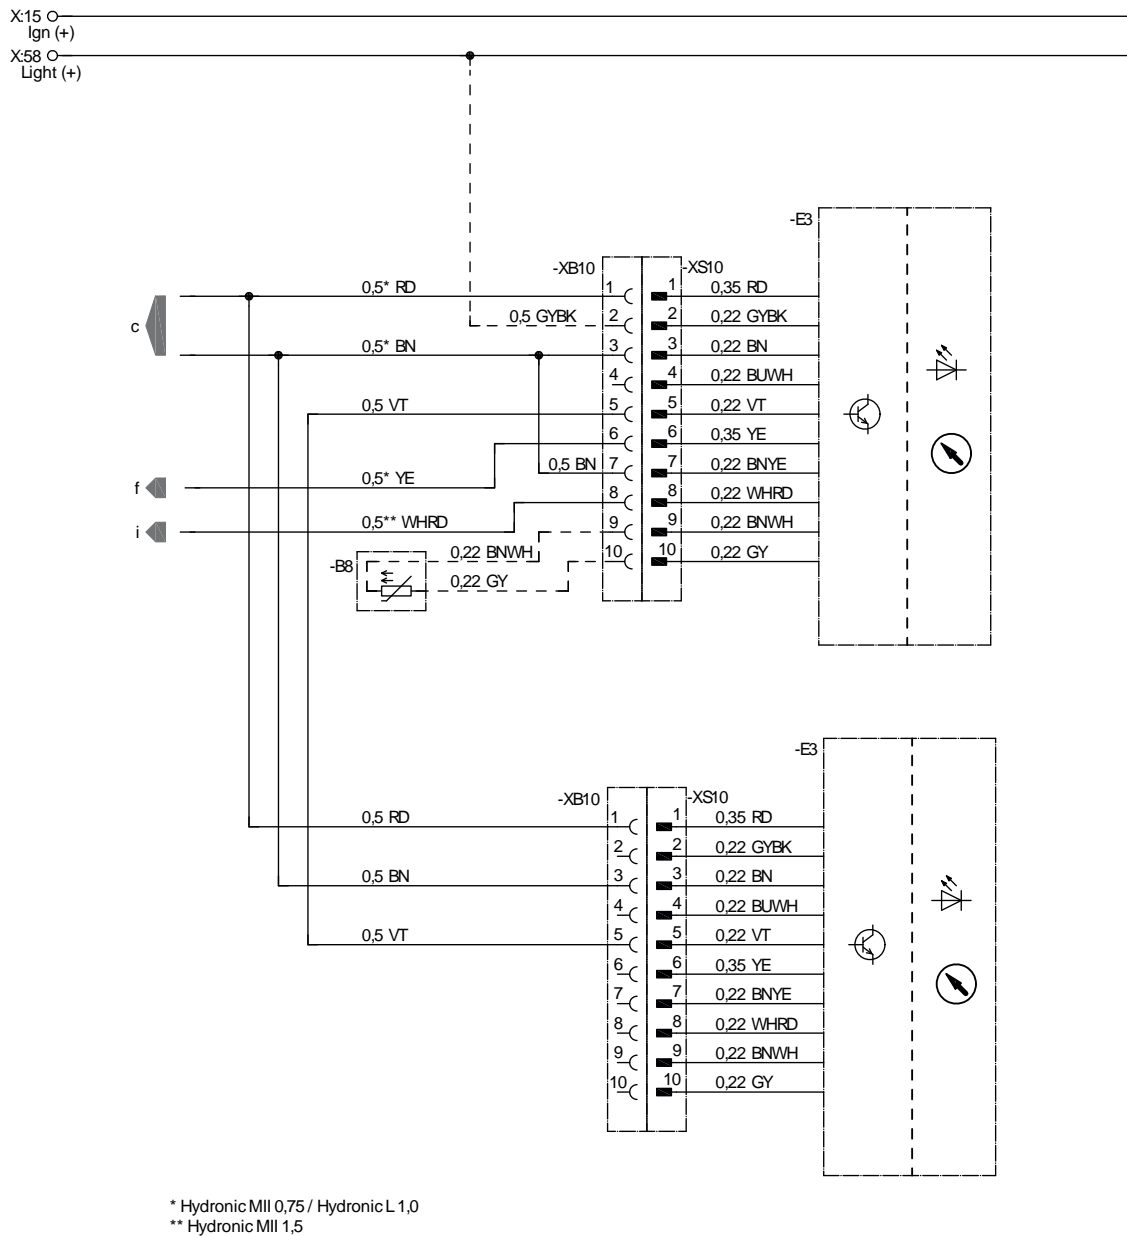 X:15
Ign (+)
X:58
Light (+)
-E3
-XB10 -XS10
1 0,5* RD 1 0,35 RD
0,5 GYBK 2 2 0,22 GYBK
c
0,5* BN 3 3 0,22 BN
4 4 0,22 BUWH
0,5 VT 5 5 0,22 VT
6 6 0,35 YE
0,5 BN 7 7 0,22 BNYE
f 0,5* YE
8 8 0,22 WHRD
i 0,5** WHRD 9 9 0,22 BNWH
0,22 BNWH 10 10 0,22 GY
-B8
0,22 GY
-E3
-XB10 -XS10
0,5 RD 1 1 0,35 RD
2 2 0,22 GYBK
0,5 BN 3 3 0,22 BN
4 4 0,22 BUWH
0,5 VT 5 5 0,22 VT
6 6 0,35 YE
7 7 0,22 BNYE
8 8 0,22 WHRD
9 9 0,22 BNWH
10 10 0,22 GY
* Hydronic MII 0,75 / Hydronic L 1,0
** Hydronic MII 1,5